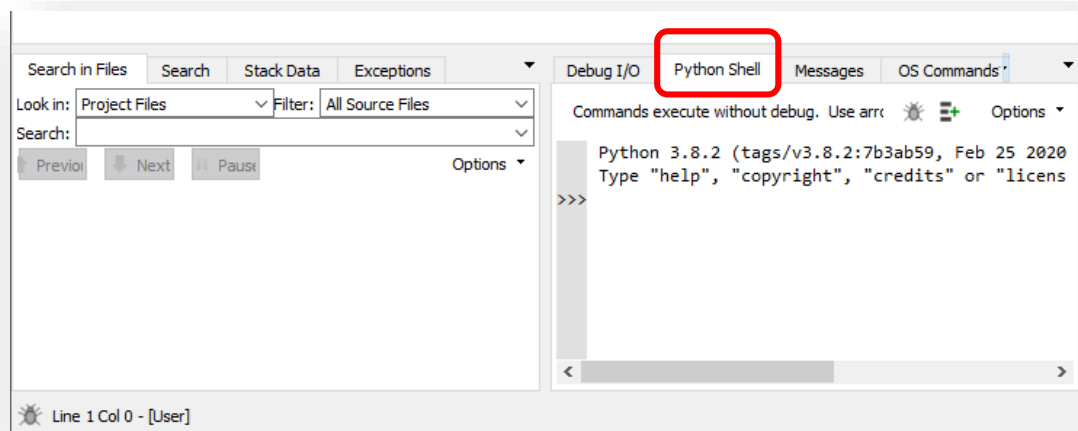 Search in Files Search Stack Data Exceptions
Look in: Project Files Filter: All Source Files
Search:
Previou Next Pause Options
Debug I/O Python Shell Messages OS Commands
Commands execute without debug. Use arro Options
Python 3.8.2 (tags/v3.8.2:7b3ab59, Feb 25 2020
Type "help", "copyright", "credits" or "licens
>>>
Line 1 Col 0 - [User]